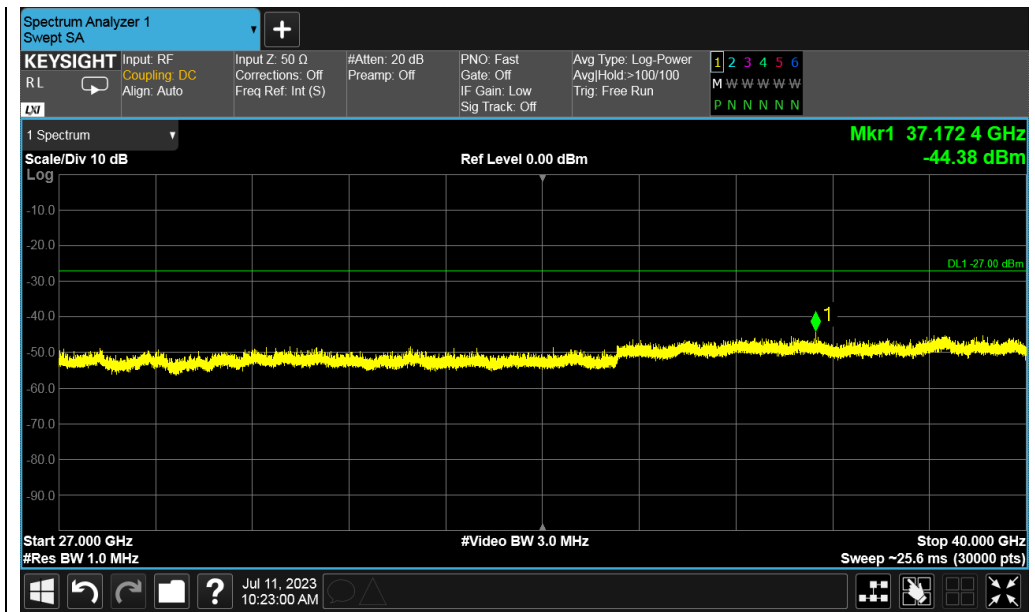 Spectrum Analyzer 1
Swept SA
+
KEYSIGHT
R L
LXI
Input: RF
Coupling: DC
Align: Auto
Input Z: 50 Ω
Corrections: Off
Freq Ref: Int (S)
#Atten: 20 dB
Preamp: Off
PNO: Fast
Gate: Off
IF Gain: Low
Sig Track: Off
Avg Type: Log-Power
Avg|Hold:>100/100
Trig: Free Run
1 2 3 4 5 6
M W W W W W
P N N N N N
1 Spectrum
Mkr1 37.172 4 GHz
-44.38 dBm
Scale/Div 10 dB
Ref Level 0.00 dBm
Log
-10.0
-20.0
DL1 -27.00 dBm
-30.0
-40.0
1
-50.0
-60.0
-70.0
-80.0
-90.0
Start 27.000 GHz
#Video BW 3.0 MHz
Stop 40.000 GHz
#Res BW 1.0 MHz
Sweep ~25.6 ms (30000 pts)
?
Jul 11, 2023
10:23:00 AM